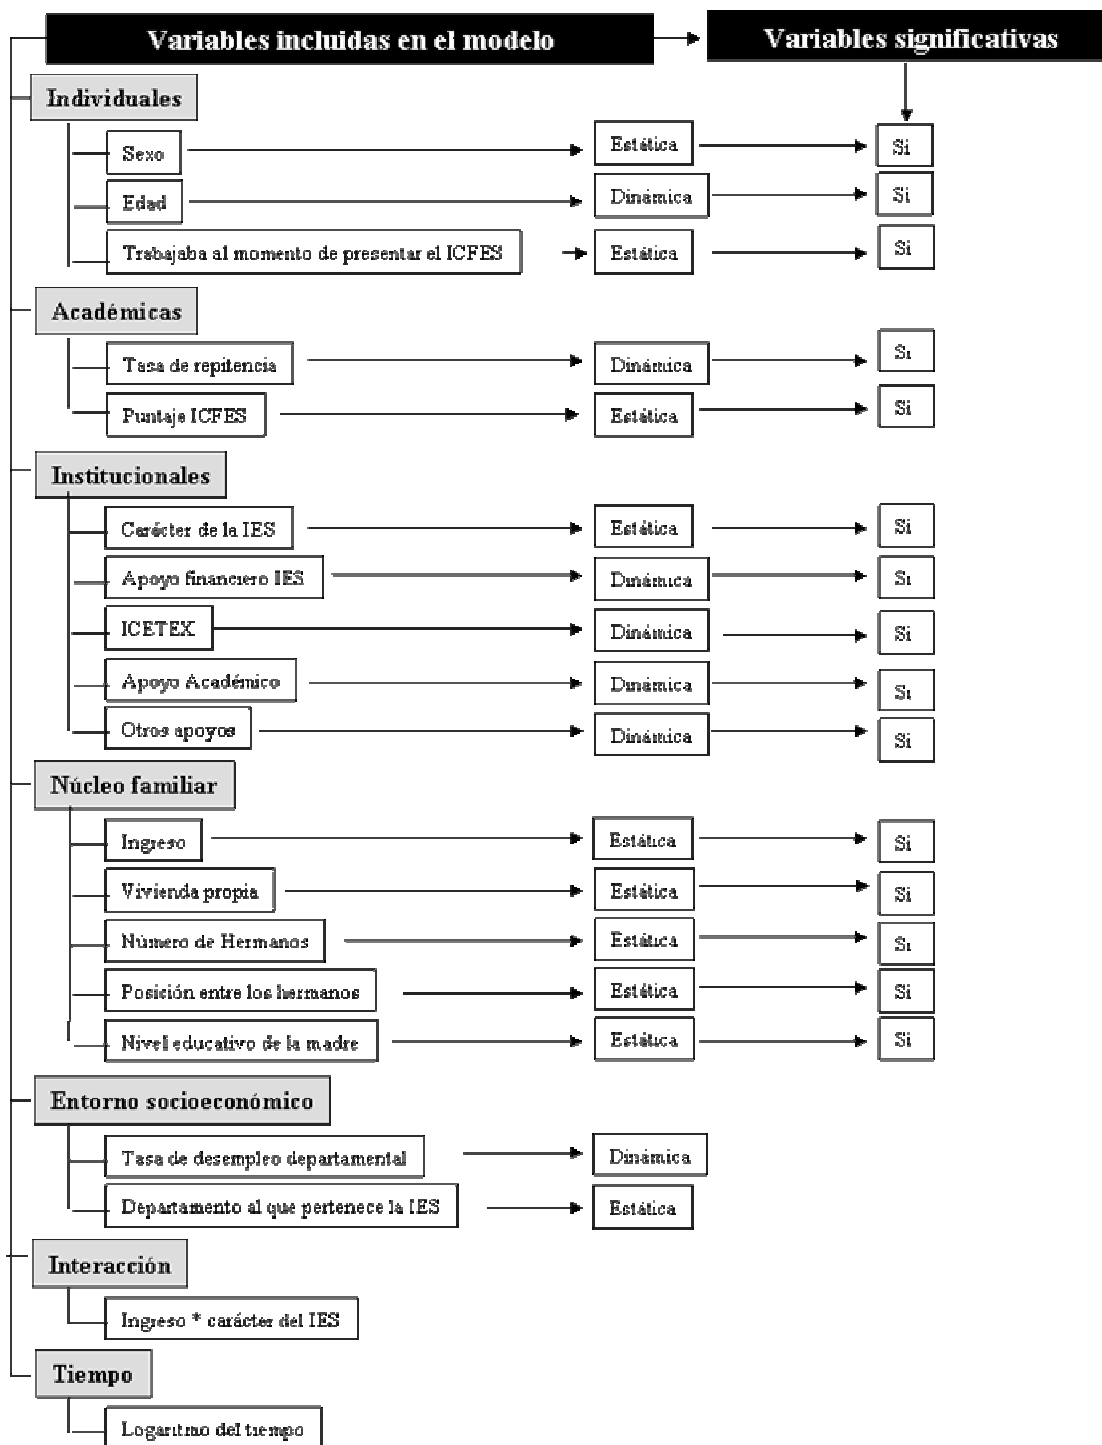 Variables incluidas en el modelo
Variables significativas
Individuales
Sexo
Estática
Si
Edad
Dinámica
Si
Trabajaba al momento de presentar el ICFES
Estática
Si
Académicas
Tasa de repitencia
Dinámica
Si
Puntaje ICFES
Estática
Si
Institucionales
Carácter de la IES
Estática
Si
Apoyo financiero IES
Dinámica
Si
ICETEX
Dinámica
Si
Apoyo Académico
Dinámica
Si
Otros apoyos
Dinámica
Si
Núcleo familiar
Ingreso
Estática
Si
Vivienda propia
Estática
Si
Número de Hermanos
Estática
Si
Posición entre los hermanos
Estática
Si
Nivel educativo de la madre
Estática
Si
Entorno socioeconómico
Tasa de desempleo departamental
Dinámica
Departamento al que pertenece la IES
Estática
Interacción
Ingreso * carácter del IES
Tiempo
Logaritmo del tiempo